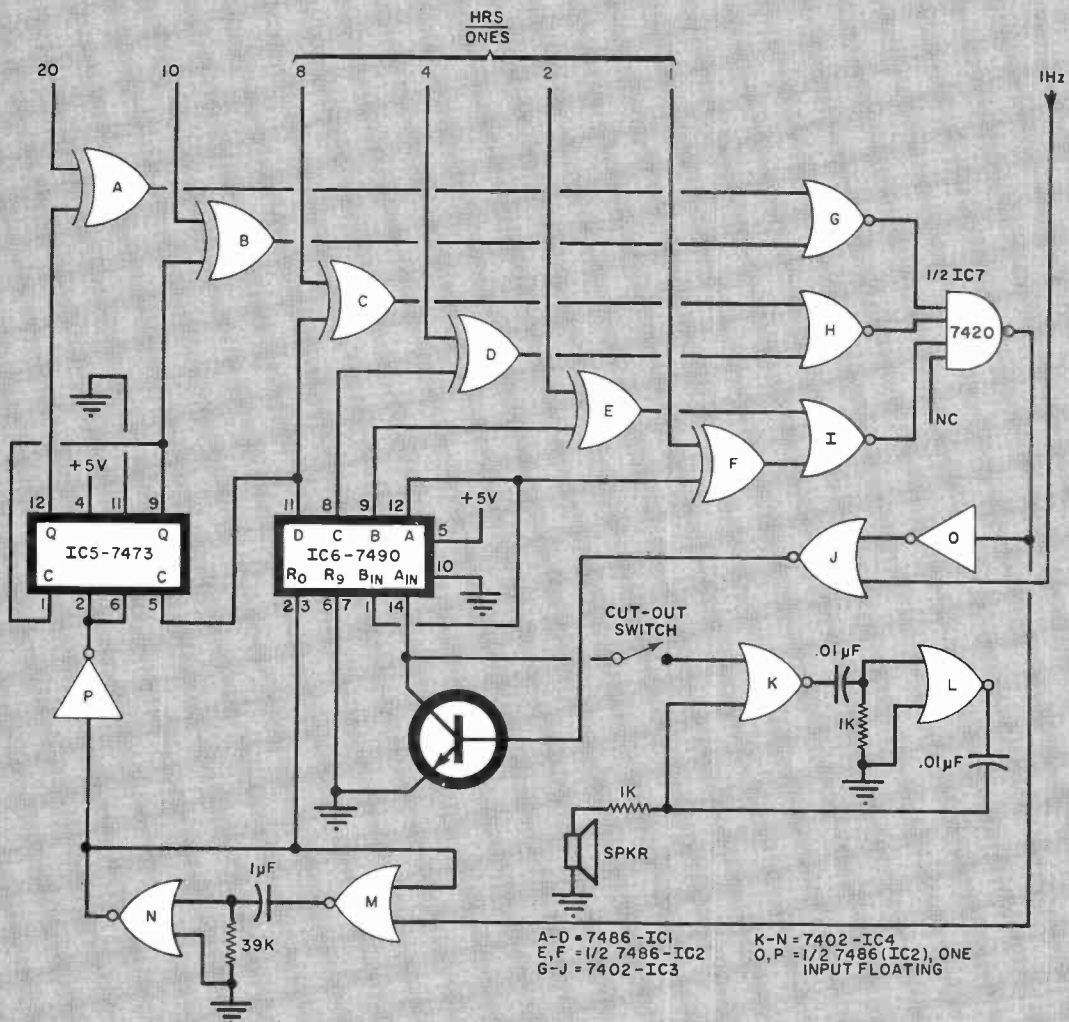 HRS
ONES
20
10
8
4
2
1
1Hz
A
B
C
D
E
F
G
H
I
1/2 IC7
7420
NC
+5V
12
4
11
9
Q
Q
IC5-7473
C
C
1
2
6
5
11
8
9
12
+5V
D
C
B
A
5
IC6-7490
10
R0
R9
BIN
AIN
2
3
6
7
1
14
J
O
P
CUT-OUT
SWITCH
K
.01µF
1K
L
.01µF
1K
SPKR
1µF
N
39K
M
A-D = 7486-IC1
E,F = 1/2 7486-IC2
G-J = 7402-IC3
K-N = 7402-IC4
O,P = 1/2 7486 (IC2), ONE
INPUT FLOATING